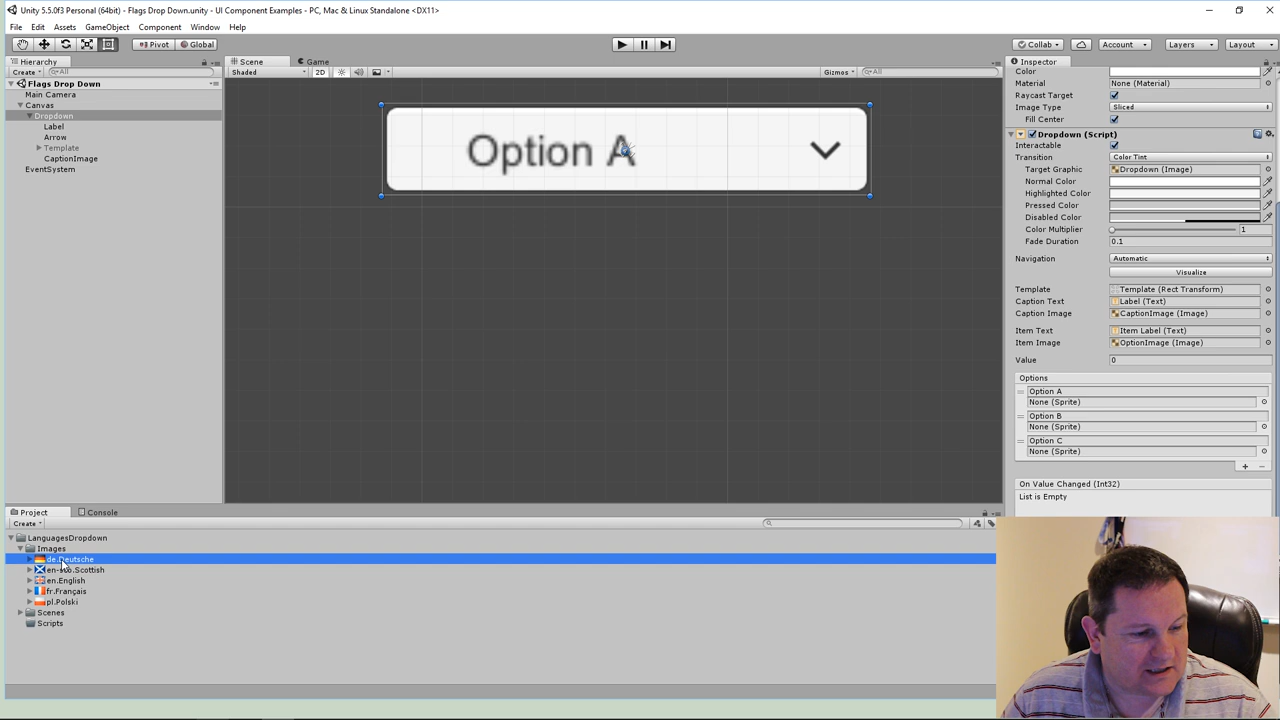 Unity 5.5.0f3 Personal (64bit) - Flags Drop Down.unity - UI Component Examples - PC, Mac & Linux Standalone <DX11>
File Edit Assets GameObject Component Window Help
Pivot Global Collab Account Layers Layout
Hierarchy
Create All
Flags Drop Down
Main Camera
Canvas
Dropdown
Label
Arrow
Template
CaptionImage
EventSystem
Scene Game
Shaded 2D Gizmos All
Option A
Inspector
Color
Material None (Material)
Raycast Target
Image Type Sliced
Fill Center
Dropdown (Script)
Interactable
Transition Color Tint
Target Graphic Dropdown (Image)
Normal Color
Highlighted Color
Pressed Color
Disabled Color
Color Multiplier 1
Fade Duration 0.1
Navigation Automatic
Visualize
Template Template (Rect Transform)
Caption Text Label (Text)
Caption Image CaptionImage (Image)
Item Text Item Label (Text)
Item Image OptionImage (Image)
Value 0
Options
Option A
None (Sprite)
Option B
None (Sprite)
Option C
None (Sprite)
On Value Changed (Int32)
List is Empty
Project Console
Create
LanguagesDropdown
Images
de.Deutsche
en-sco.Scottish
en.English
fr.Français
pl.Polski
Scenes
Scripts